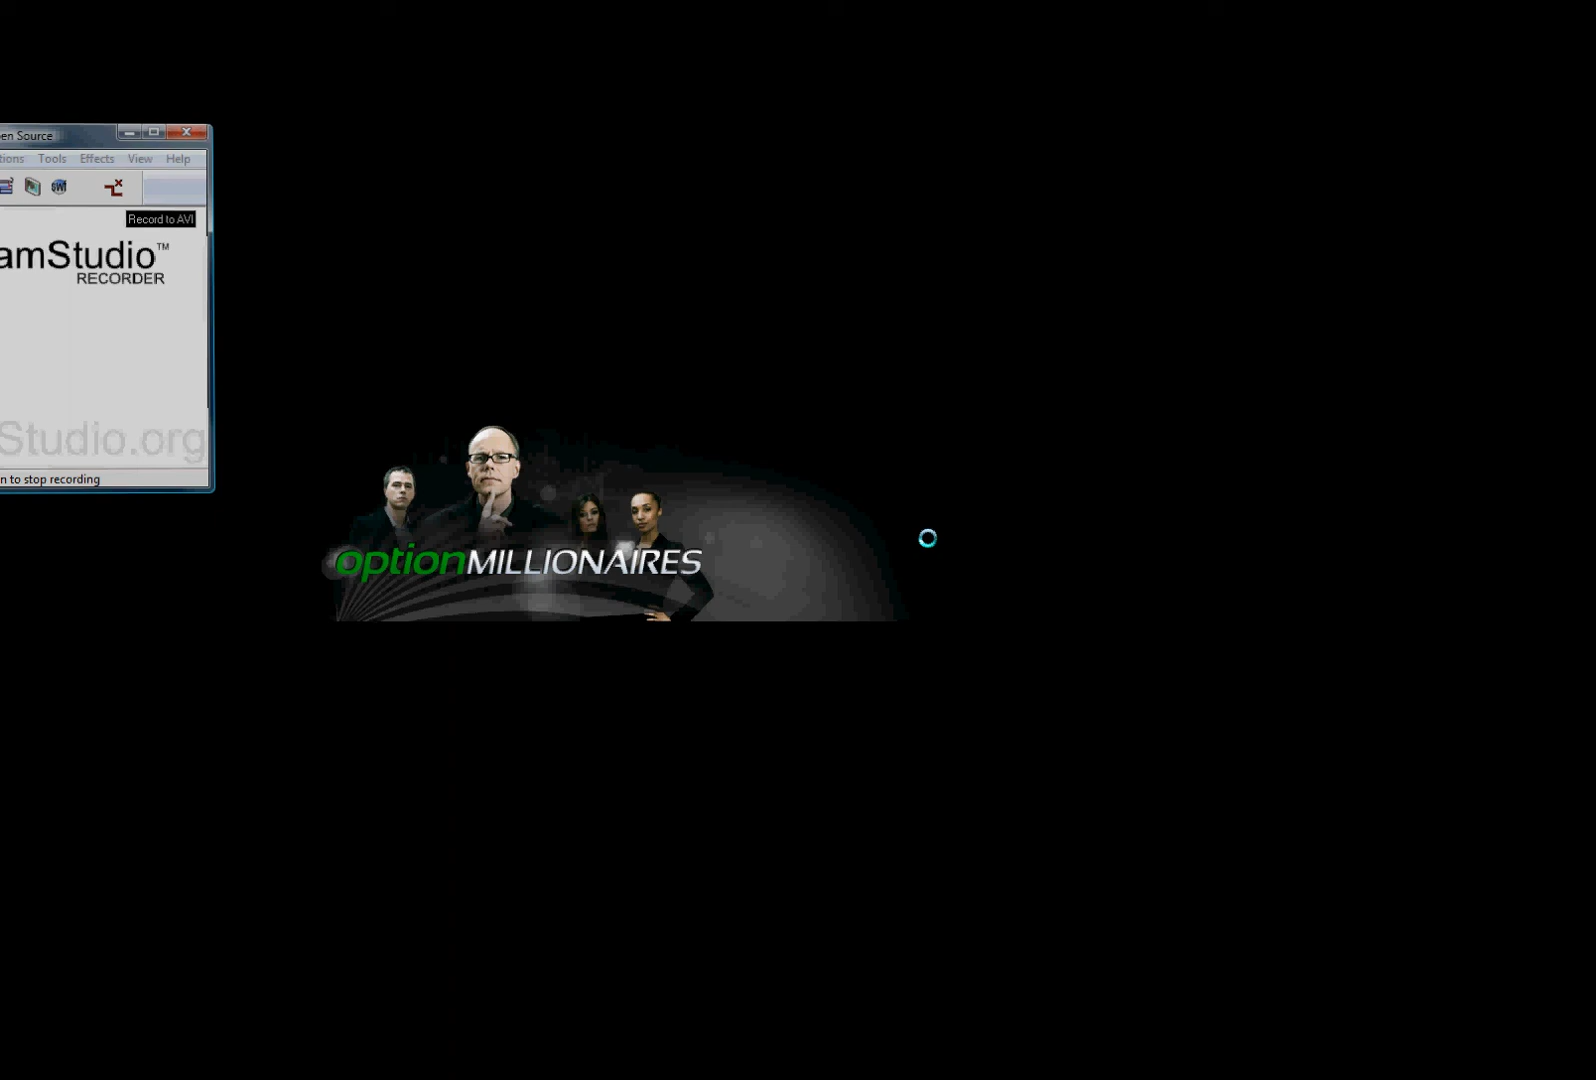 en Source
tions Tools Effects View Help
Record to AVI
amStudio™
RECORDER
Studio.org
n to stop recording
optionMILLIONAIRES